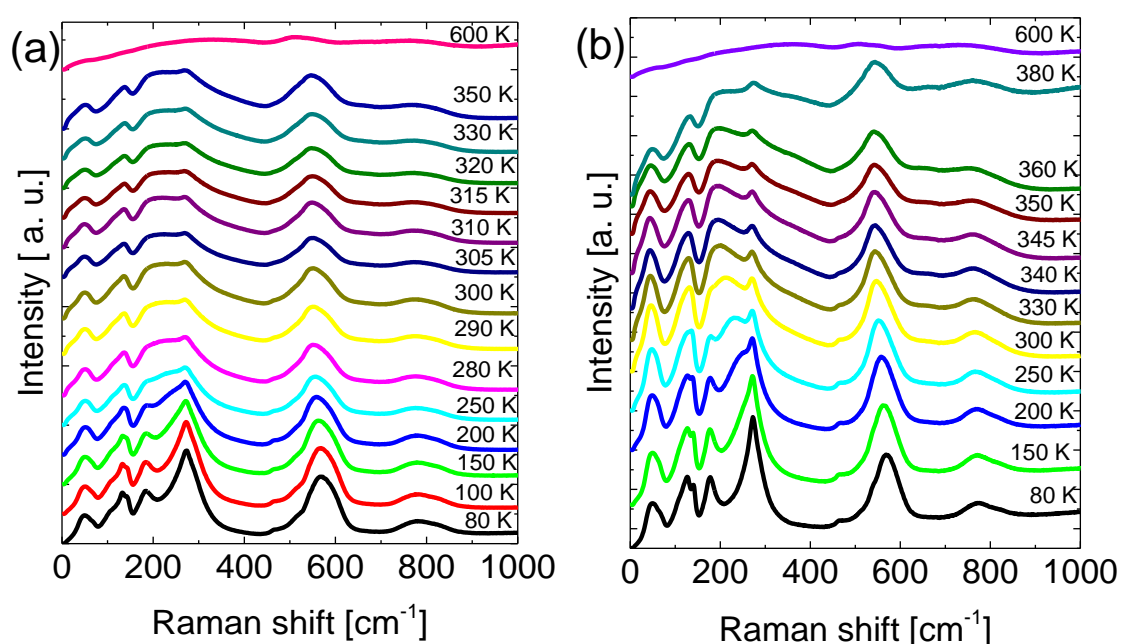 (a)
600 K
350 K
330 K
320 K
315 K
310 K
305 K
300 K
290 K
280 K
250 K
200 K
150 K
100 K
80 K
Intensity [ a. u.]
0 200 400 600 800 1000
Raman shift [cm⁻¹]
(b)
600 K
380 K
360 K
350 K
345 K
340 K
330 K
300 K
250 K
200 K
150 K
80 K
Intensity [a. u.]
0 200 400 600 800 1000
Raman shift [cm⁻¹]